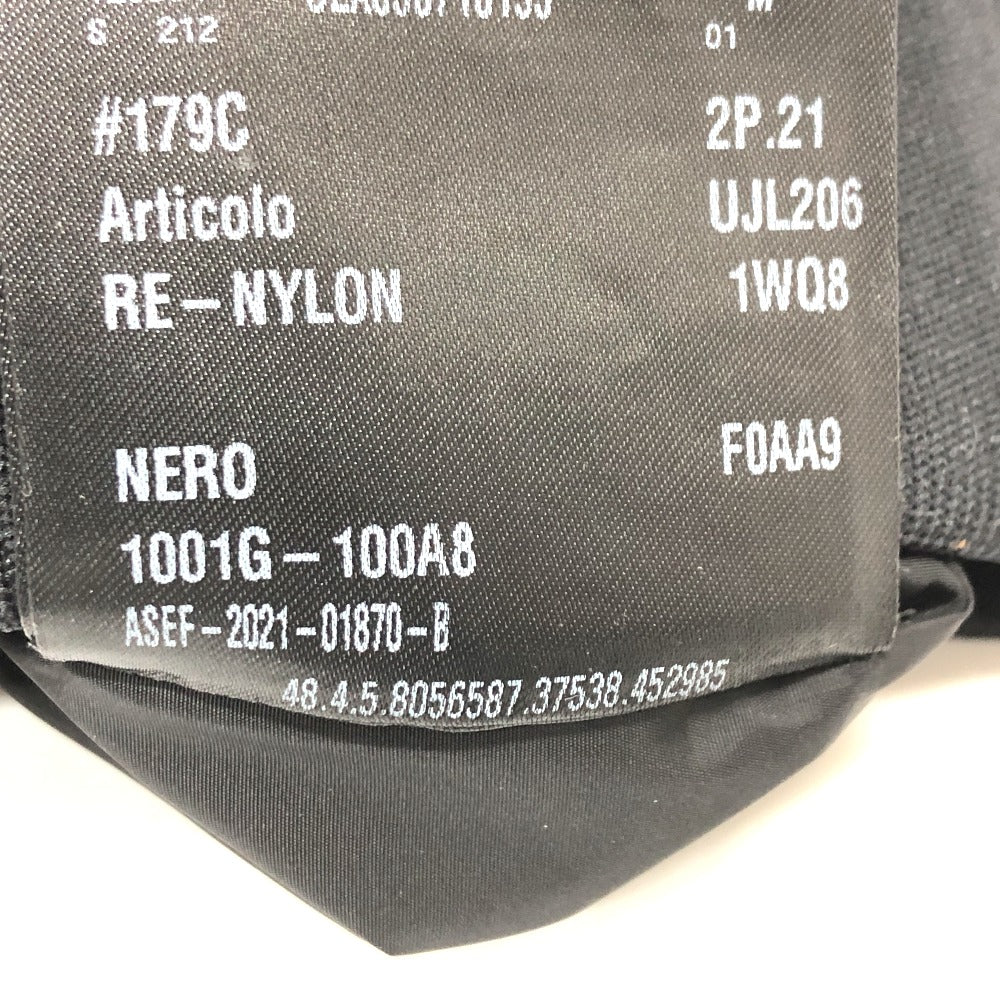 S 212 01 M
#179C 2P.21
Articolo UJL206
RE-NYLON 1WQ8
NERO F0AA9
1001G-100A8
ASEF-2021-01870-B
48.4.5.8056587.37538.452985